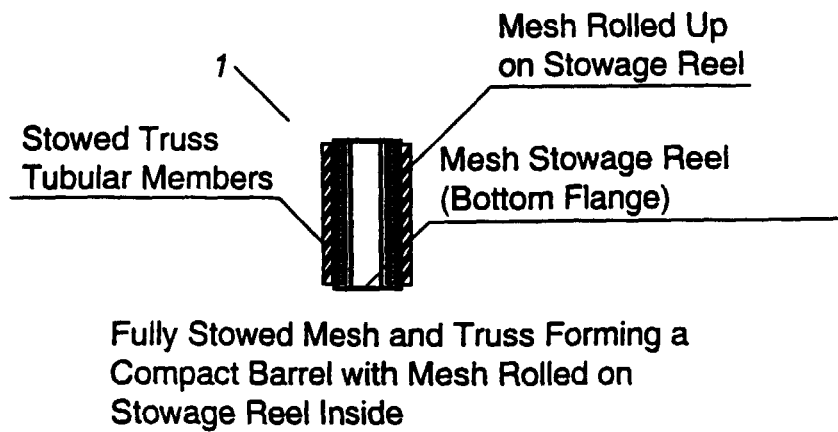 Mesh Rolled Up
on Stowage Reel
1
Stowed Truss
Tubular Members
Mesh Stowage Reel
(Bottom Flange)
Fully Stowed Mesh and Truss Forming a
Compact Barrel with Mesh Rolled on
Stowage Reel Inside